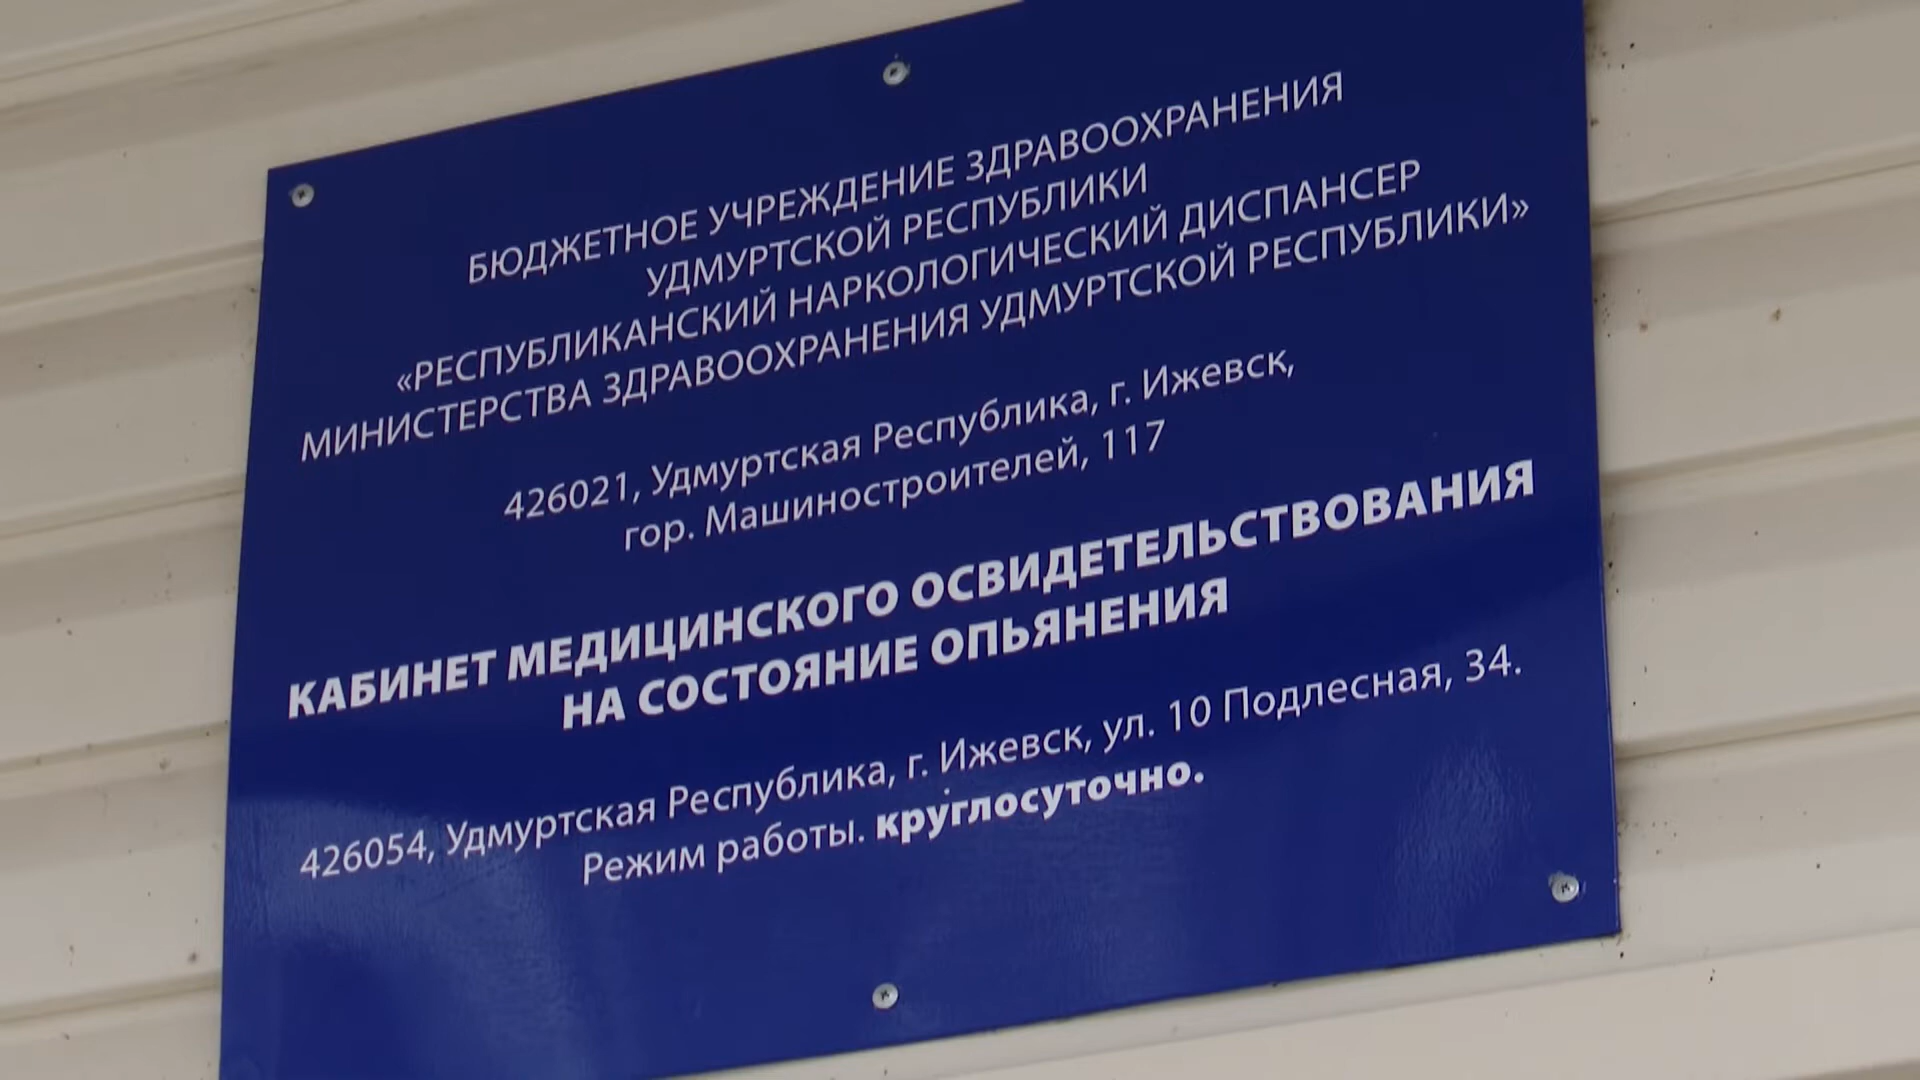 БЮДЖЕТНОЕ УЧРЕЖДЕНИЕ ЗДРАВООХРАНЕНИЯ
УДМУРТСКОЙ РЕСПУБЛИКИ
«РЕСПУБЛИКАНСКИЙ НАРКОЛОГИЧЕСКИЙ ДИСПАНСЕР
МИНИСТЕРСТВА ЗДРАВООХРАНЕНИЯ УДМУРТСКОЙ РЕСПУБЛИКИ»
426021, Удмуртская Республика, г. Ижевск,
гор. Машиностроителей, 117
КАБИНЕТ МЕДИЦИНСКОГО ОСВИДЕТЕЛЬСТВОВАНИЯ
НА СОСТОЯНИЕ ОПЬЯНЕНИЯ
426054, Удмуртская Республика, г. Ижевск, ул. 10 Подлесная, 34.
Режим работы. круглосуточно.